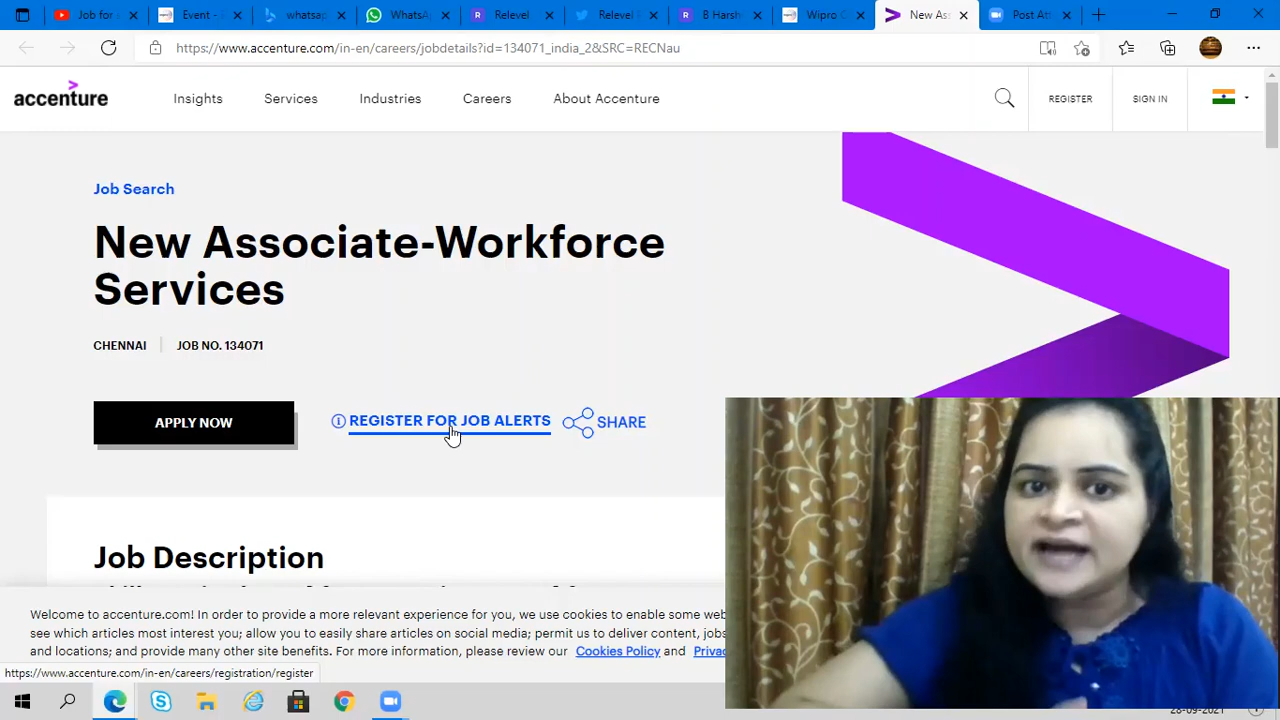 Job for
Event -
whatsap
WhatsA
Relevel
Relevel
B Harsh
Wipro
New As
Post At
https://www.accenture.com/in-en/careers/jobdetails?id=134071_india_2&SRC=RECNau
accenture
Insights
Services
Industries
Careers
About Accenture
REGISTER
SIGN IN
Job Search
New Associate-Workforce
Services
CHENNAI
JOB NO. 134071
APPLY NOW
REGISTER FOR JOB ALERTS
SHARE
Job Description
Welcome to accenture.com! In order to provide a more relevant experience for you, we use cookies to enable some web
see which articles most interest you; allow you to easily share articles on social media; permit us to deliver content, jobs
and locations; and provide many other site benefits. For more information, please review our Cookies Policy and Privac
https://www.accenture.com/in-en/careers/registration/register
28-09-2021